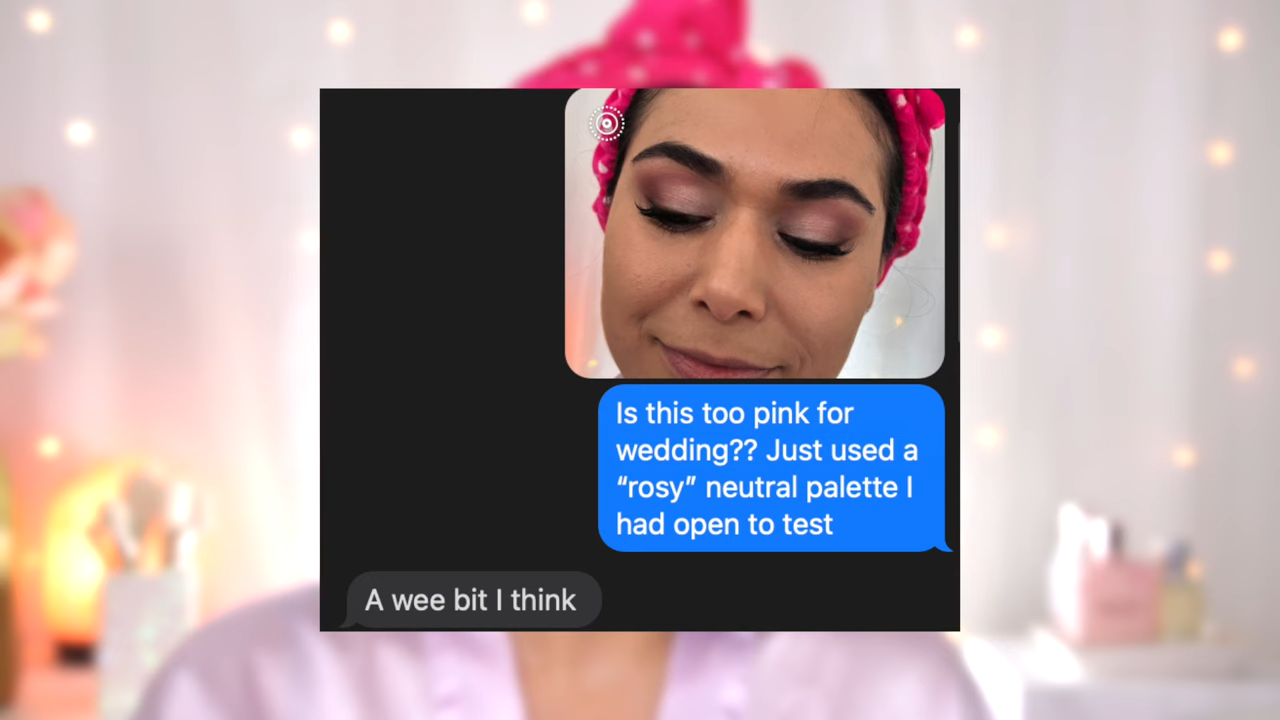 Is this too pink for
wedding?? Just used a
“rosy” neutral palette I
had open to test
A wee bit I think